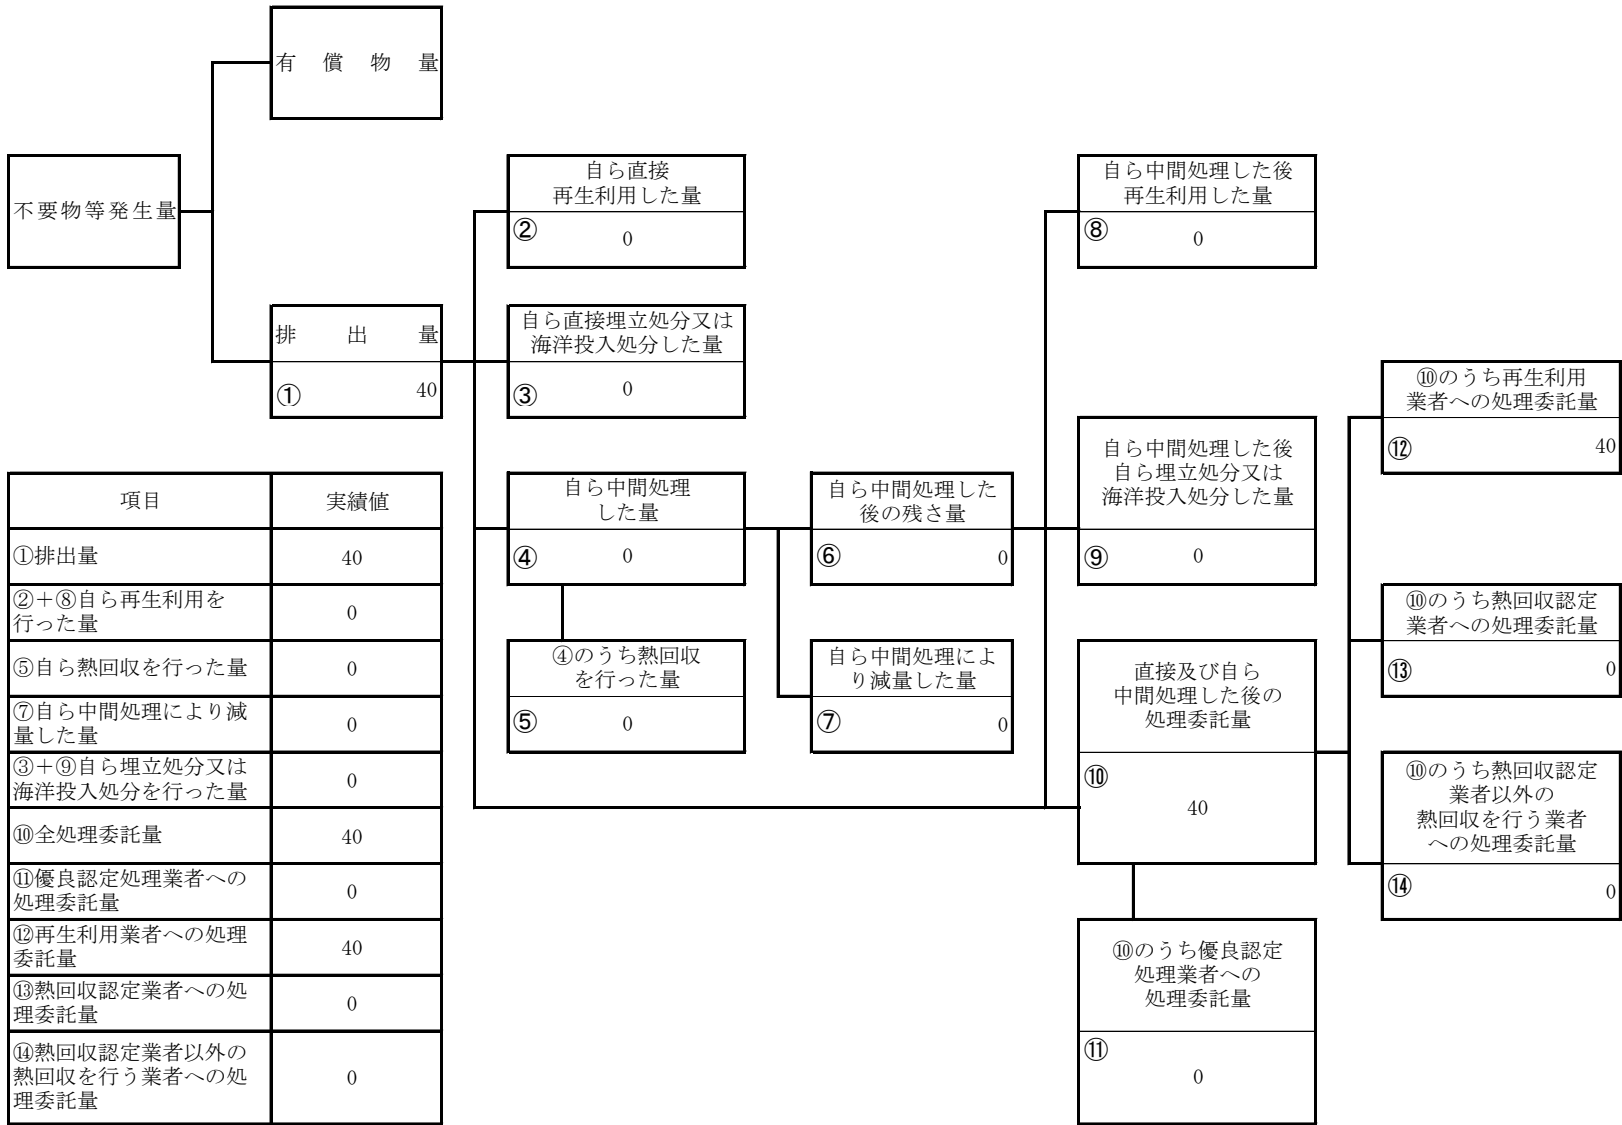 有償物量
不要物等発生量
排出量
①
40
自ら直接
再生利用した量
②
0
自ら直接埋立処分又は
海洋投入処分した量
③
0
自ら中間処理
した量
④
0
④のうち熱回収
を行った量
⑤
0
自ら中間処理した
後の残さ量
⑥
0
自ら中間処理によ
り減量した量
⑦
0
自ら中間処理した後
再生利用した量
⑧
0
自ら中間処理した後
自ら埋立処分又は
海洋投入処分した量
⑨
0
直接及び自ら
中間処理した後の
処理委託量
⑩
40
⑩のうち優良認定
処理業者への
処理委託量
⑪
0
⑩のうち再生利用
業者への処理委託量
⑫
40
⑩のうち熱回収認定
業者への処理委託量
⑬
0
⑩のうち熱回収認定
業者以外の
熱回収を行う業者
への処理委託量
⑭
0
項目 実績値
①排出量 40
②＋⑧自ら再生利用を
行った量
0
⑤自ら熱回収を行った量 0
⑦自ら中間処理により減
量した量
0
③＋⑨自ら埋立処分又は
海洋投入処分を行った量
0
⑩全処理委託量 40
⑪優良認定処理業者への
処理委託量
0
⑫再生利用業者への処理
委託量
40
⑬熱回収認定業者への処
理委託量
0
⑭熱回収認定業者以外の
熱回収を行う業者への処
理委託量
0